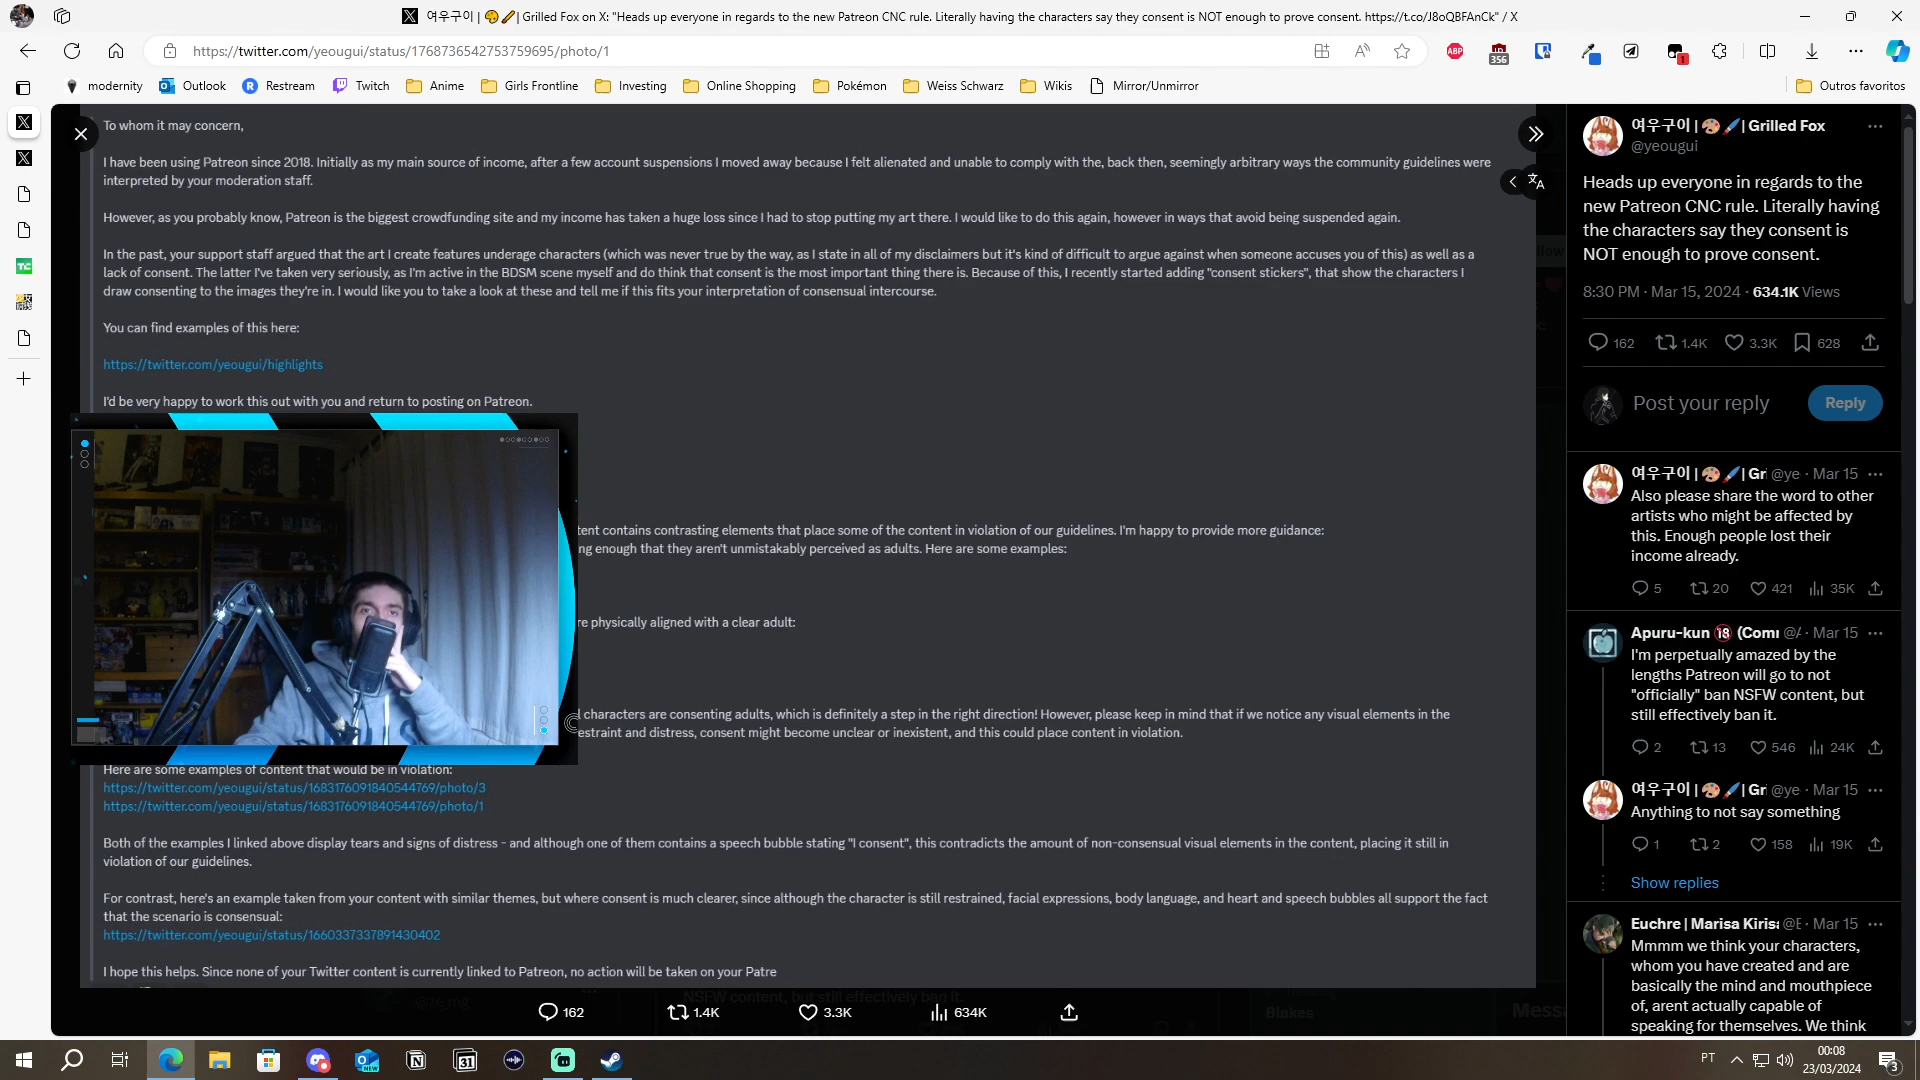 여우구이 | 🎨🖌| Grilled Fox on X: "Heads up everyone in regards to the new Patreon CNC rule. Literally having the characters say they consent is NOT enough to prove consent. https://t.co/J8oQBFAnCk" / X
https://twitter.com/yeougui/status/1768736542753759695/photo/1
ABP
356
1
modernity
Outlook
Restream
Twitch
Anime
Girls Frontline
Investing
Online Shopping
Pokémon
Weiss Schwarz
Wikis
Mirror/Unmirror
Outros favoritos
To whom it may concern,
I have been using Patreon since 2018. Initially as my main source of income, after a few account suspensions I moved away because I felt alienated and unable to comply with the, back then, seemingly arbitrary ways the community guidelines were
interpreted by your moderation staff.
However, as you probably know, Patreon is the biggest crowdfunding site and my income has taken a huge loss since I had to stop putting my art there. I would like to do this again, however in ways that avoid being suspended again.
In the past, your support staff argued that the art I create features underage characters (which was never true by the way, as I state in all of my disclaimers but it's kind of difficult to argue against when someone accuses you of this) as well as a
lack of consent. The latter I've taken very seriously, as I'm active in the BDSM scene myself and do think that consent is the most important thing there is. Because of this, I recently started adding "consent stickers", that show the characters I
draw consenting to the images they're in. I would like you to take a look at these and tell me if this fits your interpretation of consensual intercourse.
You can find examples of this here:
https://twitter.com/yeougui/highlights
I'd be very happy to work this out with you and return to posting on Patreon.
tent contains contrasting elements that place some of the content in violation of our guidelines. I'm happy to provide more guidance:
ng enough that they aren't unmistakably perceived as adults. Here are some examples:
re physically aligned with a clear adult:
d characters are consenting adults, which is definitely a step in the right direction! However, please keep in mind that if we notice any visual elements in the
estraint and distress, consent might become unclear or inexistent, and this could place content in violation.
Here are some examples of content that would be in violation:
https://twitter.com/yeougui/status/1683176091840544769/photo/3
https://twitter.com/yeougui/status/1683176091840544769/photo/1
Both of the examples I linked above display tears and signs of distress - and although one of them contains a speech bubble stating "I consent", this contradicts the amount of non-consensual visual elements in the content, placing it still in
violation of our guidelines.
For contrast, here's an example taken from your content with similar themes, but where consent is much clearer, since although the character is still restrained, facial expressions, body language, and heart and speech bubbles all support the fact
that the scenario is consensual:
https://twitter.com/yeougui/status/1660337337891430402
I hope this helps. Since none of your Twitter content is currently linked to Patreon, no action will be taken on your Patre
NSFW content, but still effectively ban it.
Blakes
162
1.4K
3.3K
634K
여우구이 | 🎨🖌| Grilled Fox
@yeougui
Heads up everyone in regards to the
new Patreon CNC rule. Literally having
the characters say they consent is
NOT enough to prove consent.
8:30 PM · Mar 15, 2024 · 634.1K Views
162
1.4K
3.3K
628
Post your reply
Reply
여우구이 | 🎨🖌| Gr @ye · Mar 15
Also please share the word to other
artists who might be affected by
this. Enough people lost their
income already.
5
20
421
35K
Apuru-kun 🔞 (Com @A · Mar 15
I'm perpetually amazed by the
lengths Patreon will go to not
"officially" ban NSFW content, but
still effectively ban it.
2
13
546
24K
여우구이 | 🎨🖌| Gr @ye · Mar 15
Anything to not say something
1
2
158
19K
Show replies
Euchre | Marisa Kiris @E · Mar 15
Mmmm we think your characters,
whom you have created and are
basically the mind and mouthpiece
of, arent actually capable of
speaking for themselves. We think
PT
00:08
23/03/2024
3